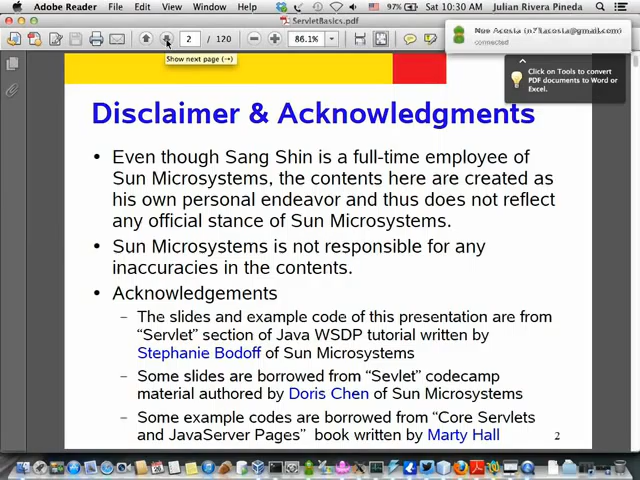 Adobe Reader File Edit View Window Help Sat 10:30 AM Julian Rivera Pineda
ServletBasics.pdf
2 / 120 86.1%
connected
Show next page (→)
Click on Tools to convert
PDF documents to Word or
Excel.
Disclaimer & Acknowledgments
• Even though Sang Shin is a full-time employee of
Sun Microsystems, the contents here are created as
his own personal endeavor and thus does not reflect
any official stance of Sun Microsystems.
• Sun Microsystems is not responsible for any
inaccuracies in the contents.
• Acknowledgements
– The slides and example code of this presentation are from
“Servlet” section of Java WSDP tutorial written by
Stephanie Bodoff of Sun Microsystems
– Some slides are borrowed from “Sevlet” codecamp
material authored by Doris Chen of Sun Microsystems
– Some example codes are borrowed from “Core Servlets
and JavaServer Pages” book written by Marty Hall
2